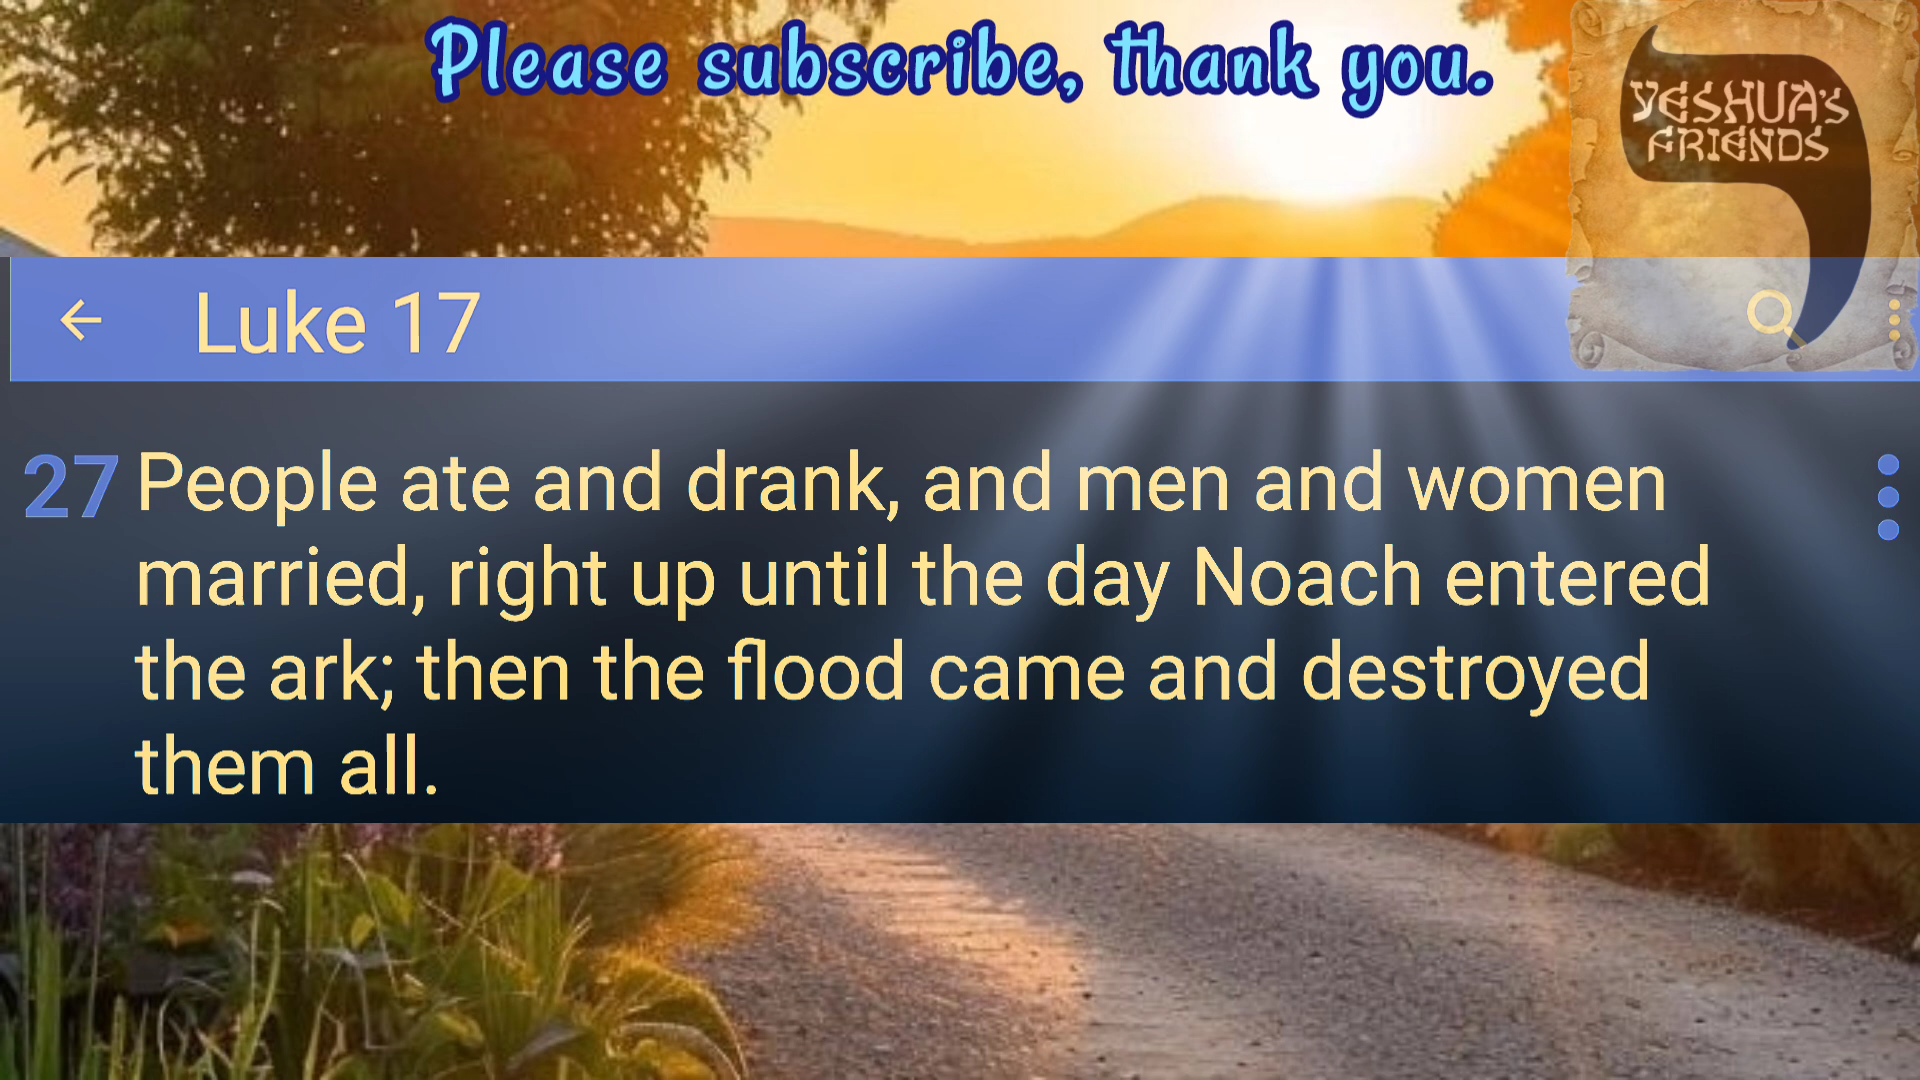 Please subscribe, thank you.
YESHUA's
FRIENDS
Luke 17
27 People ate and drank, and men and women
married, right up until the day Noach entered
the ark; then the flood came and destroyed
them all.